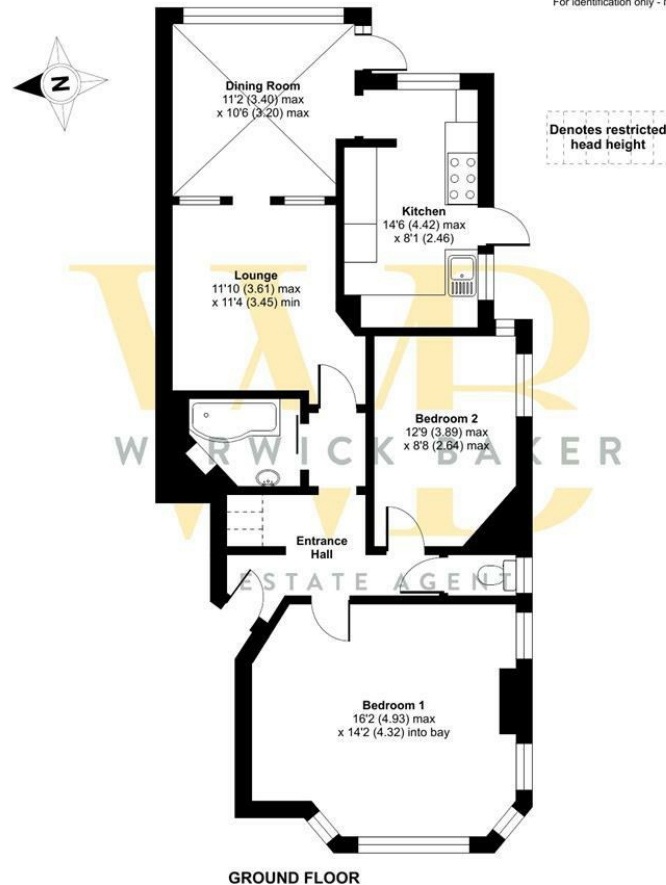 For identification only - 
N
Dining Room
11'2 (3.40) max
x 10'6 (3.20) max
Denotes restricted
head height
Kitchen
14'6 (4.42) max
x 8'1 (2.46)
Lounge
11'10 (3.61) max
x 11'4 (3.45) min
WB
Bedroom 2
12'9 (3.89) max
x 8'8 (2.64) max
WARWICK BAKER
Entrance
Hall
ESTATE AGENT
Bedroom 1
16'2 (4.93) max
x 14'2 (4.32) into bay
GROUND FLOOR